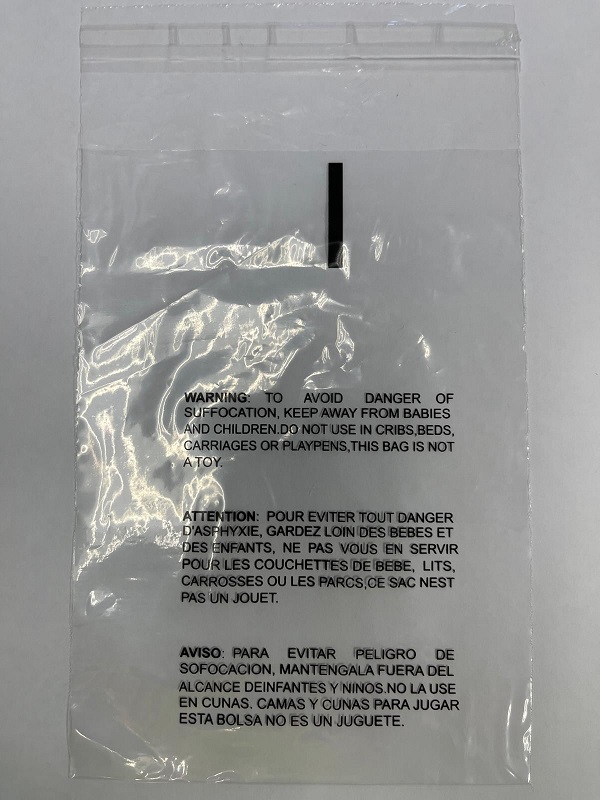 WARNING: TO AVOID DANGER OF
SUFFOCATION, KEEP AWAY FROM BABIES
AND CHILDREN.DO NOT USE IN CRIBS,BEDS,
CARRIAGES OR PLAYPENS,THIS BAG IS NOT
A TOY.
ATTENTION: POUR EVITER TOUT DANGER
D'ASPHYXIE, GARDEZ LOIN DES BEBES ET
DES ENFANTS, NE PAS VOUS EN SERVIR
POUR LES COUCHETTES DE BEBE, LITS,
CARROSSES OU LES PARCS,CE SAC NEST
PAS UN JOUET.
AVISO: PARA EVITAR PELIGRO DE
SOFOCACION, MANTENGALA FUERA DEL
ALCANCE DEINFANTES Y NINOS.NO LA USE
EN CUNAS. CAMAS Y CUNAS PARA JUGAR
ESTA BOLSA NO ES UN JUGUETE.